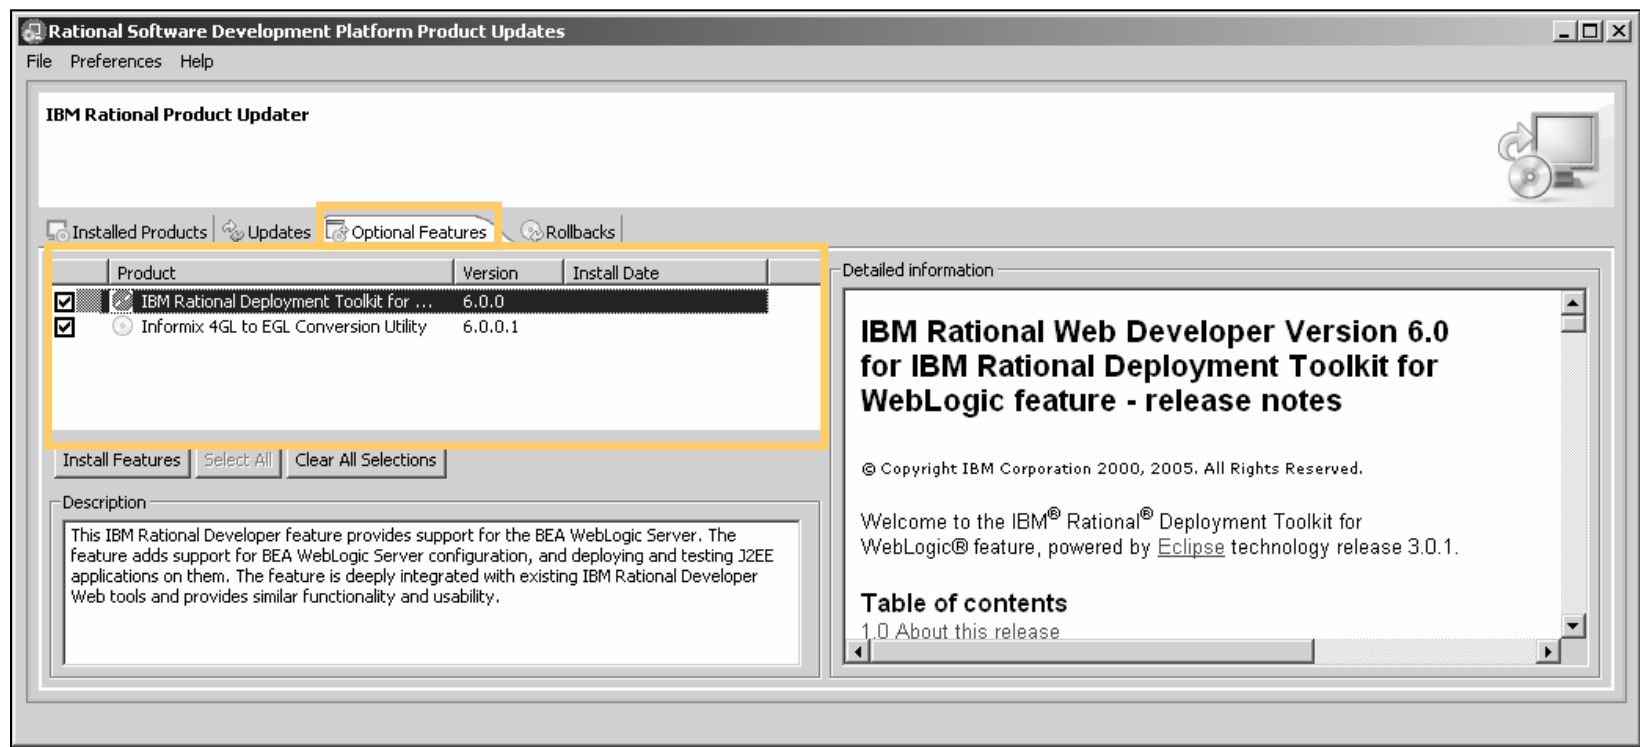 Rational Software Development Platform Product Updates
File Preferences Help
IBM Rational Product Updater
Installed Products Updates Optional Features Rollbacks
Product Version Install Date
IBM Rational Deployment Toolkit for ... 6.0.0
Informix 4GL to EGL Conversion Utility 6.0.0.1
Install Features Select All Clear All Selections
Description
This IBM Rational Developer feature provides support for the BEA WebLogic Server. The
feature adds support for BEA WebLogic Server configuration, and deploying and testing J2EE
applications on them. The feature is deeply integrated with existing IBM Rational Developer
Web tools and provides similar functionality and usability.
Detailed information
IBM Rational Web Developer Version 6.0
for IBM Rational Deployment Toolkit for
WebLogic feature - release notes
© Copyright IBM Corporation 2000, 2005. All Rights Reserved.
Welcome to the IBM® Rational® Deployment Toolkit for
WebLogic® feature, powered by Eclipse technology release 3.0.1.
Table of contents
1.0 About this release